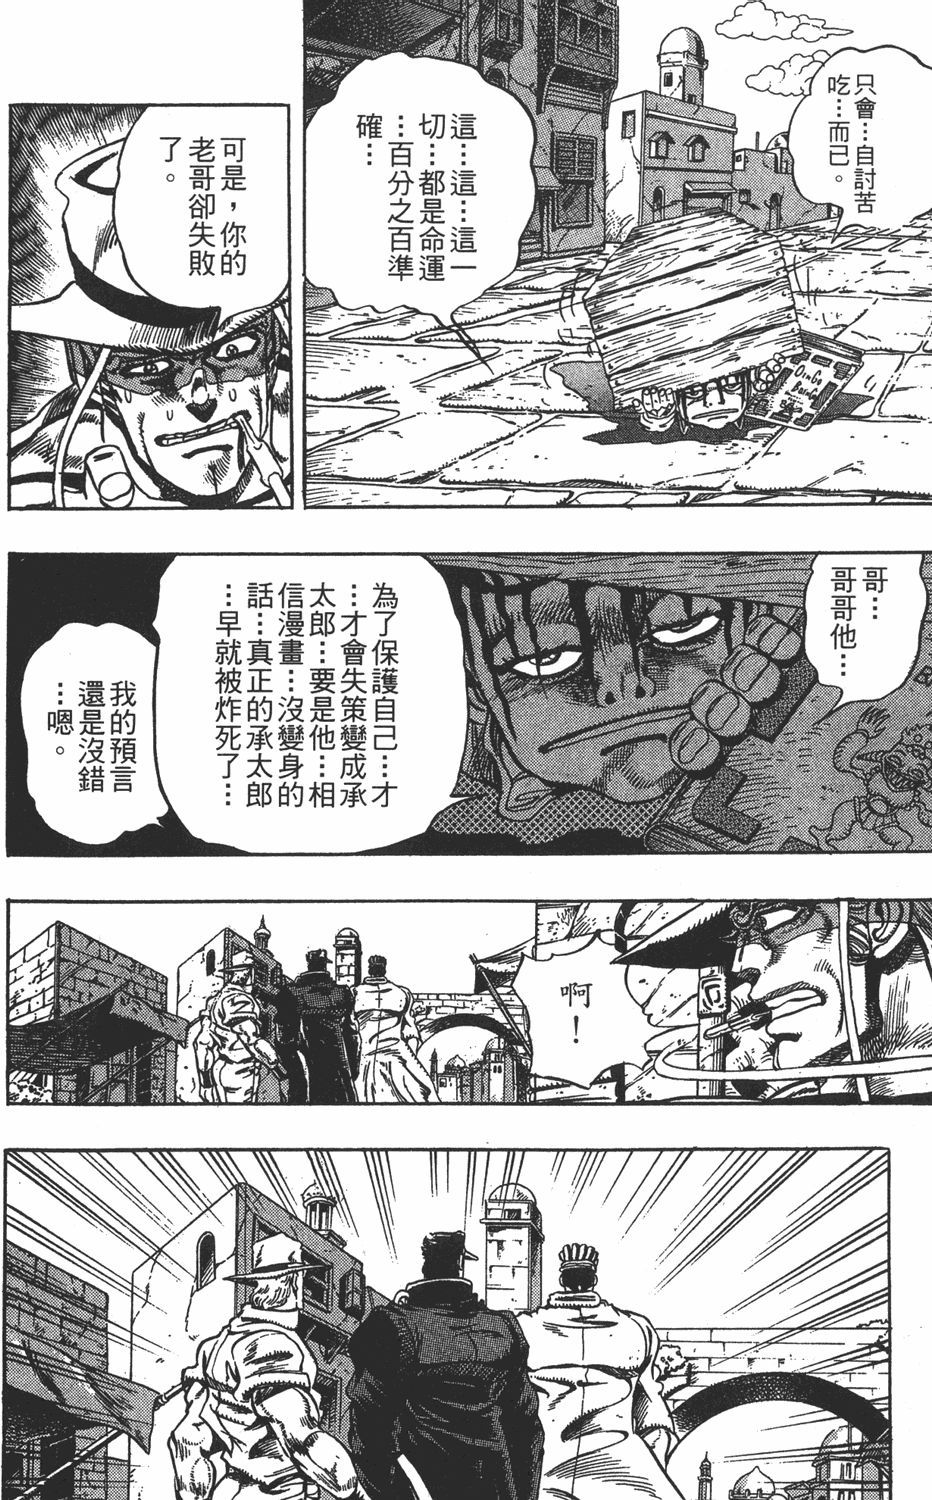 只會…自討苦
吃…而已。
這…這…這一
切…都是命運
…百分之百準
確…
可是，你的
老哥卻失敗
了。
哥…
哥哥他…
為了保護自己…才
…才會失策變成承
太郎…要是他…相
信漫畫…沒變身的
話…真正的承太郎
…早就被炸死了…
我的預言
還是沒錯
…嗯。
啊！